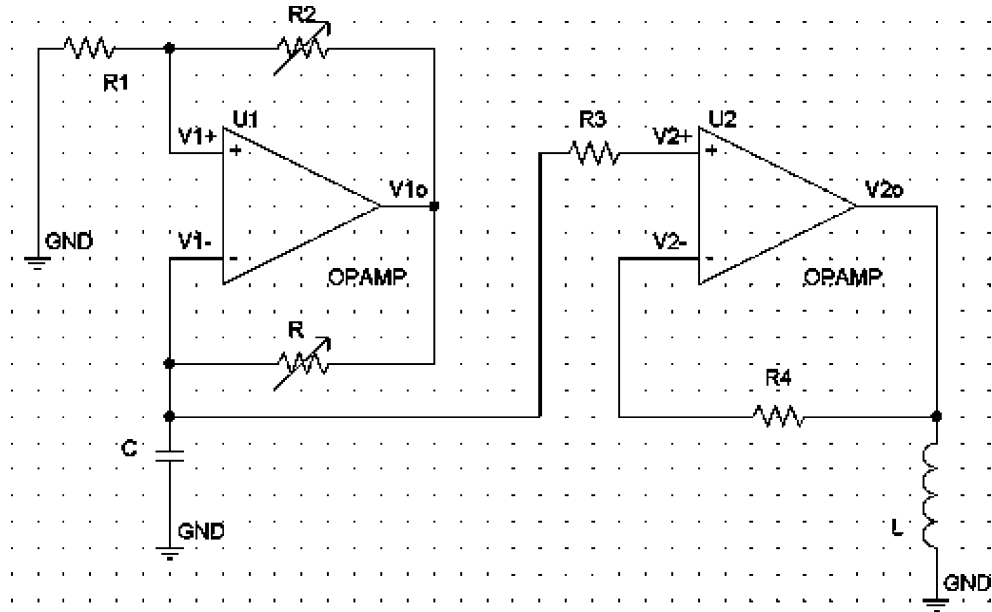 R2
R1
U1
V1+
+
V1o
GND
V1-
-
OPAMP
R
C
GND
R3
U2
V2+
+
V2o
V2-
-
OPAMP
R4
L
GND